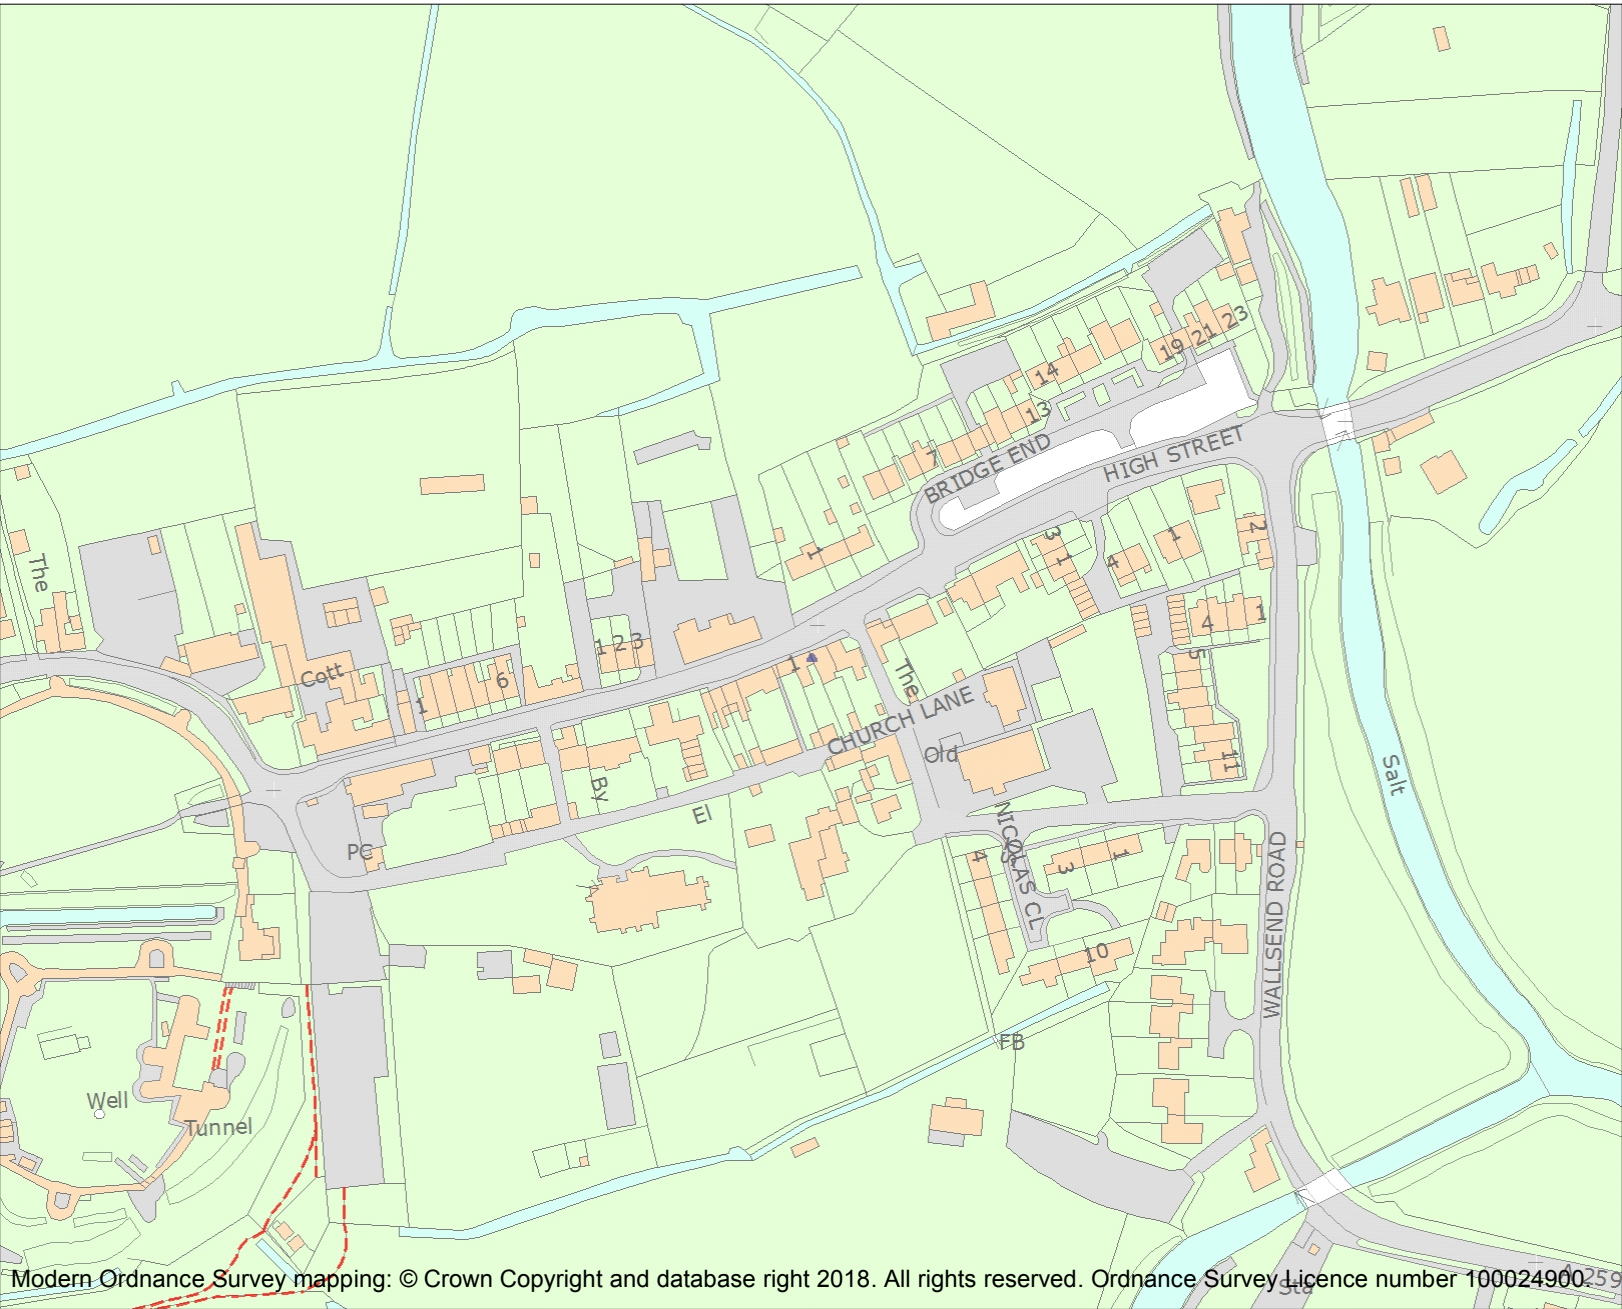 23
21
19
14
13
7
BRIDGE END
HIGH STREET
2
3
1
1
4
1
The
1 2 3
4
1
1
5
Cott
6
The
1
CHURCH LANE
11
Old
Salt
By
El
NICOLAS CL
PC
4
3
1
WALLSEND ROAD
10
FB
Well
Tunnel
Modern Ordnance Survey mapping: © Crown Copyright and database right 2018. All rights reserved. Ordnance Survey Licence number 100024900.
Sta
A 259